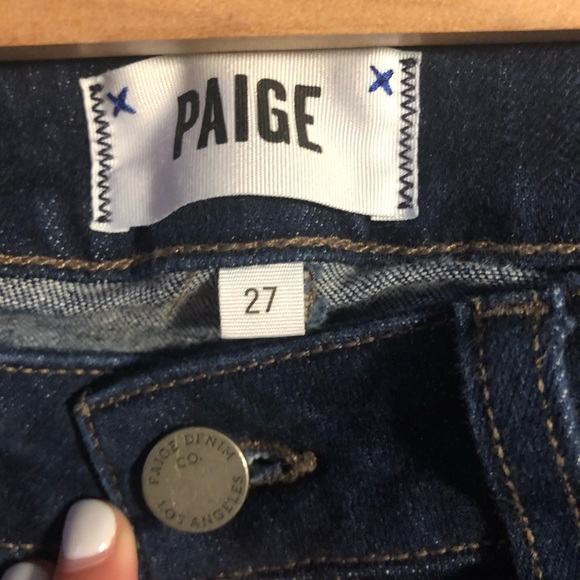 PAIGE
27
PAIGE DENIM
CO.
LOS ANGELES